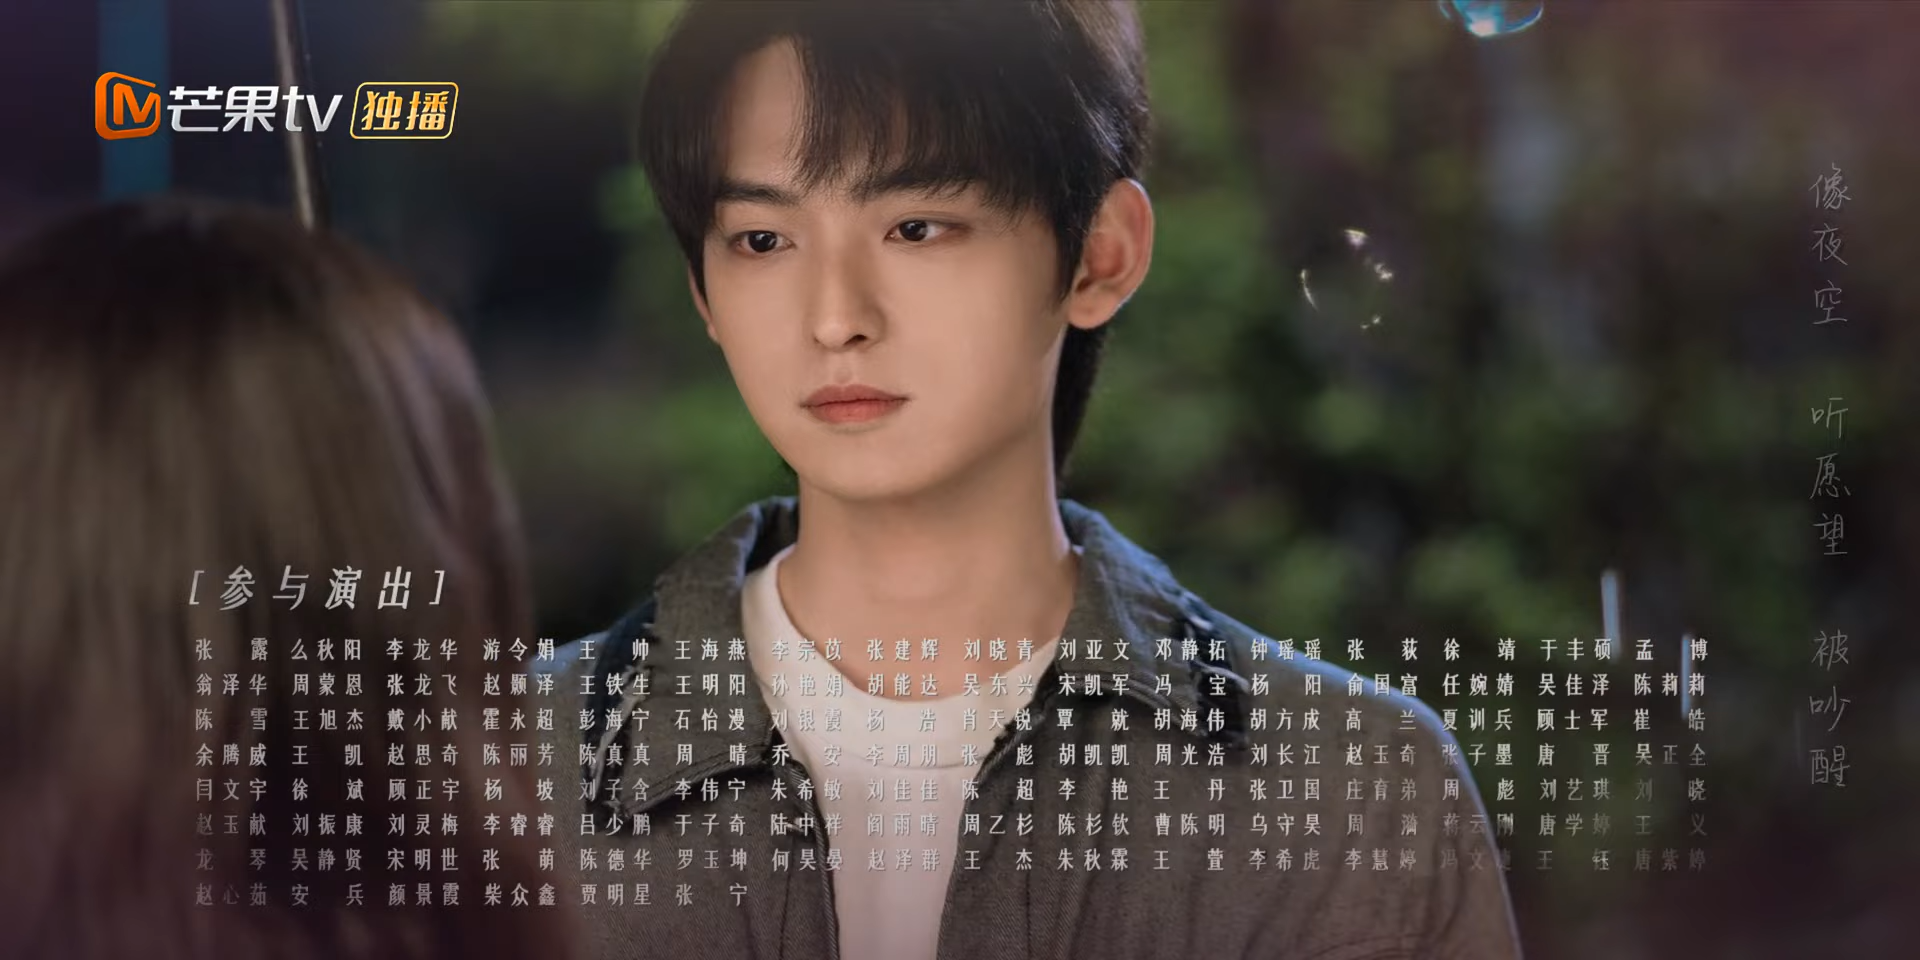 芒果tv 独播
像夜空 听愿望 被吵醒
[参与演出]
张 露 么秋阳 李龙华 游令娟 王 帅 王海燕 李宗苡 张建辉 刘晓青 刘亚文 邓静拓 钟瑶瑶 张 荻 徐 靖 于丰硕 孟 博
翁泽华 周蒙恩 张龙飞 赵颢泽 王铁生 王明阳 孙艳娟 胡能达 吴东兴 宋凯军 冯 宝 杨 阳 俞国富 任婉婧 吴佳泽 陈莉莉
陈 雪 王旭杰 戴小献 霍永超 彭海宁 石怡漫 刘银霞 杨 浩 肖天锐 覃 就 胡海伟 胡方成 高 兰 夏训兵 顾士军 崔 皓
余腾威 王 凯 赵思奇 陈丽芳 陈真真 周 晴 乔 安 李周朋 张 彪 胡凯凯 周光浩 刘长江 赵玉奇 张子墨 唐 晋 吴正全
闫文宇 徐 斌 顾正宇 杨 坡 刘子含 李伟宁 朱希敏 刘佳佳 陈 超 李 艳 王 丹 张卫国 庄育弟 周 彪 刘艺琪 刘 晓
赵玉献 刘振康 刘灵梅 李睿睿 吕少鹏 于子奇 陆中祥 阎雨晴 周乙杉 陈杉钦 曹陈明 乌守昊 周 蒋云刚 唐学婷 王 义
龙 琴 吴静贤 宋明世 张 萌 陈德华 罗玉坤 何昊晏 赵泽群 王 杰 朱秋霖 王 萱 李希虎 李慧婷 冯文 王 钰 唐紫婷
赵心茹 安 兵 颜景霞 柴众鑫 贾明星 张 宁